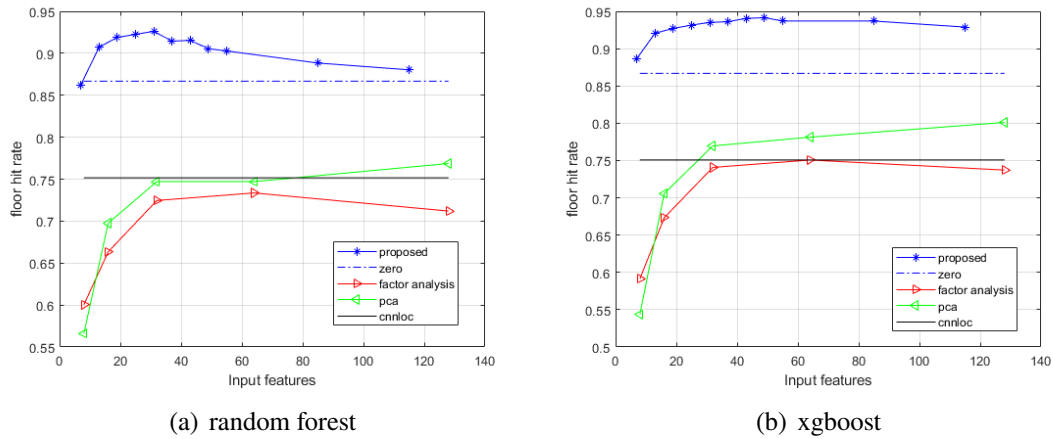 0.95
0.9
0.85
0.8
0.75
0.7
0.65
0.6
0.55
floor hit rate
0 20 40 60 80 100 120 140
Input features
proposed
zero
factor analysis
pca
cnnloc
(a) random forest
0.95
0.9
0.85
0.8
0.75
0.7
0.65
0.6
0.55
0.5
floor hit rate
0 20 40 60 80 100 120 140
Input features
proposed
zero
factor analysis
pca
cnnloc
(b) xgboost